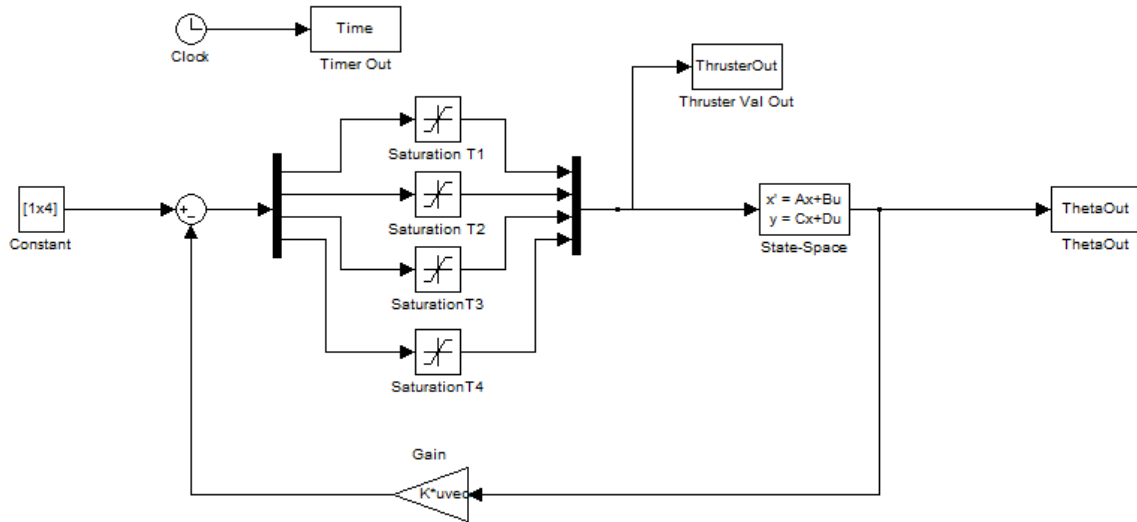 Time
Clock
Timer Out
ThrusterOut
Thruster Val Out
Saturation T1
[1x4]
Constant
+
-
Saturation T2
x' = Ax+Bu
y = Cx+Du
State-Space
ThetaOut
ThetaOut
SaturationT3
SaturationT4
Gain
K*uvec